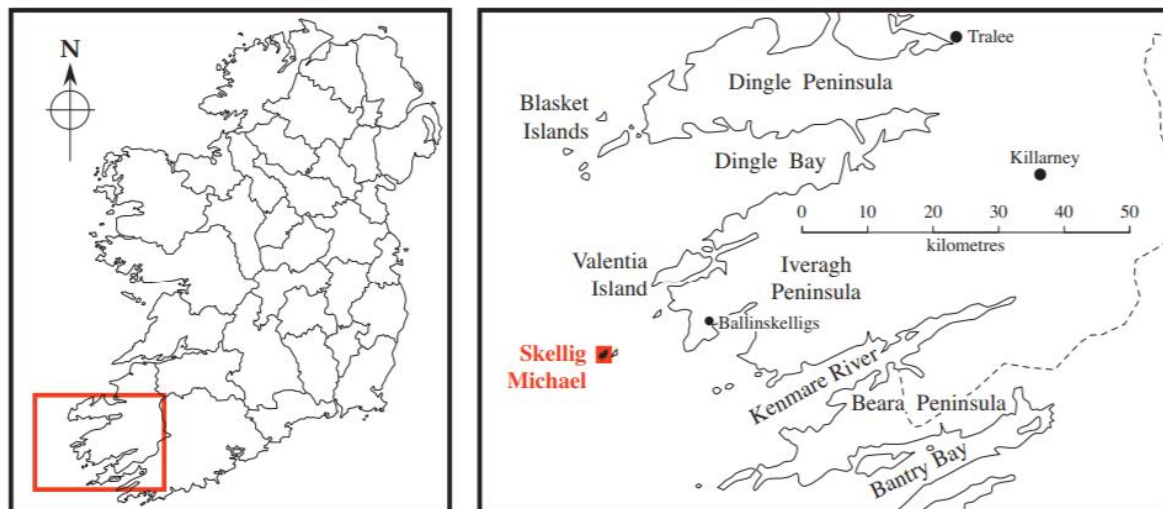 N
Tralee
Dingle Peninsula
Blasket
Islands
Dingle Bay
Killarney
0 10 20 30 40 50
kilometres
Valentia
Island
Iveragh
Peninsula
Ballinskelligs
Skellig
Michael
Kenmare River
Beara Peninsula
Bantry Bay